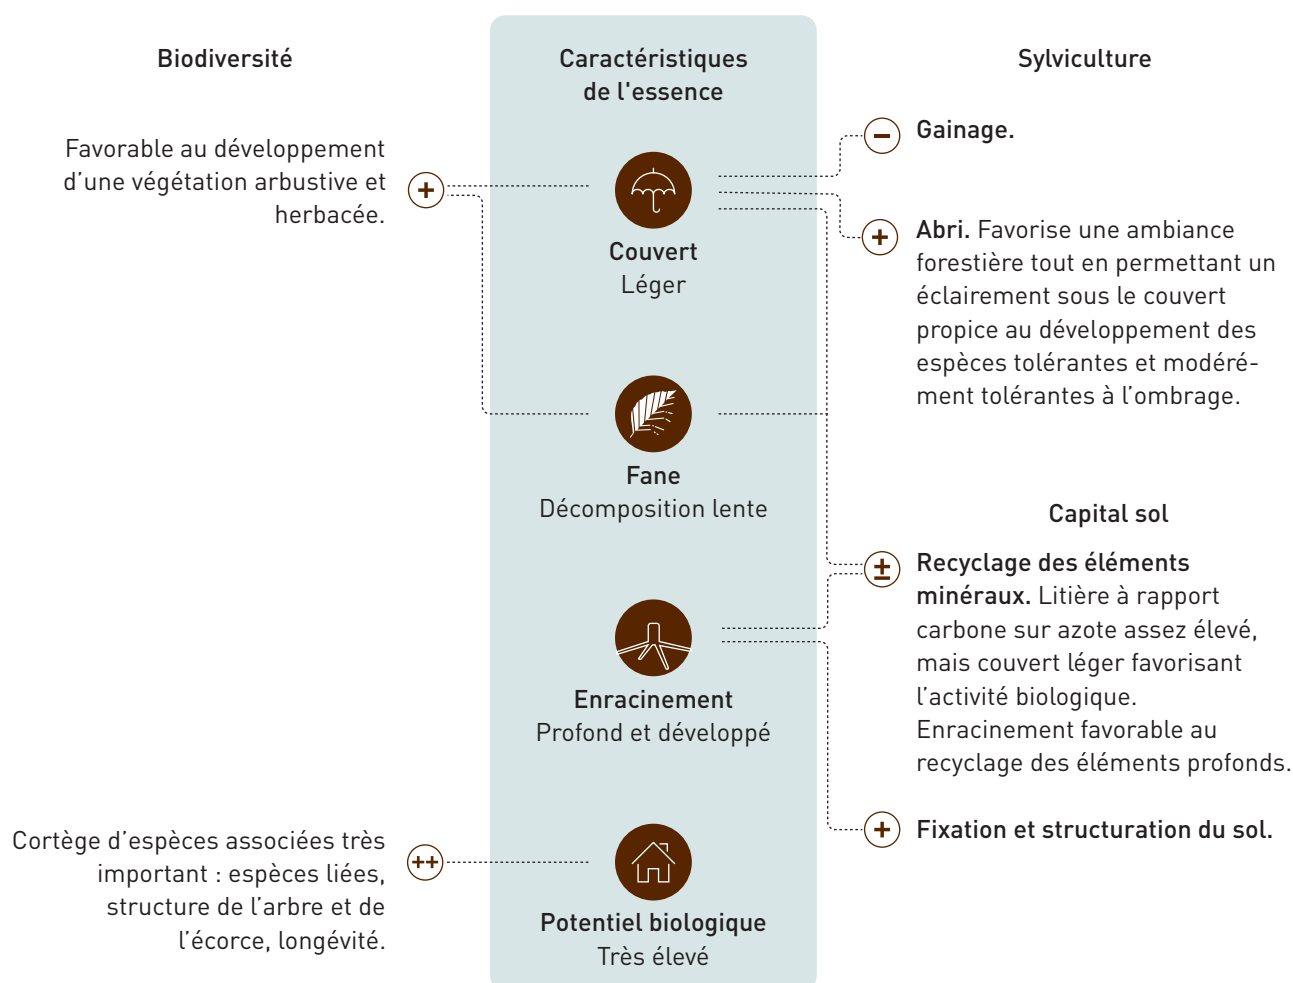 Biodiversité
Favorable au développement
d’une végétation arbustive et
herbacée.
+
Cortège d’espèces associées très
important : espèces liées,
structure de l’arbre et de
l’écorce, longévité.
++
Caractéristiques
de l'essence
Couvert
Léger
Fane
Décomposition lente
Enracinement
Profond et développé
Potentiel biologique
Très élevé
Sylviculture
− Gainage.
+ Abri. Favorise une ambiance
forestière tout en permettant un
éclairement sous le couvert
propice au développement des
espèces tolérantes et modéré-
ment tolérantes à l’ombrage.
Capital sol
± Recyclage des éléments
minéraux. Litière à rapport
carbone sur azote assez élevé,
mais couvert léger favorisant
l’activité biologique.
Enracinement favorable au
recyclage des éléments profonds.
+ Fixation et structuration du sol.